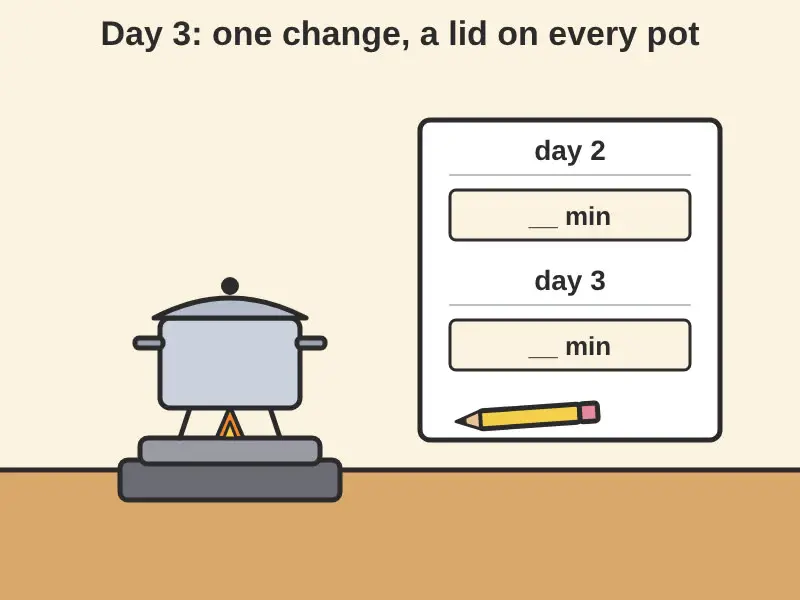 Day 3: one change, a lid on every pot
day 2
__ min
day 3
__ min